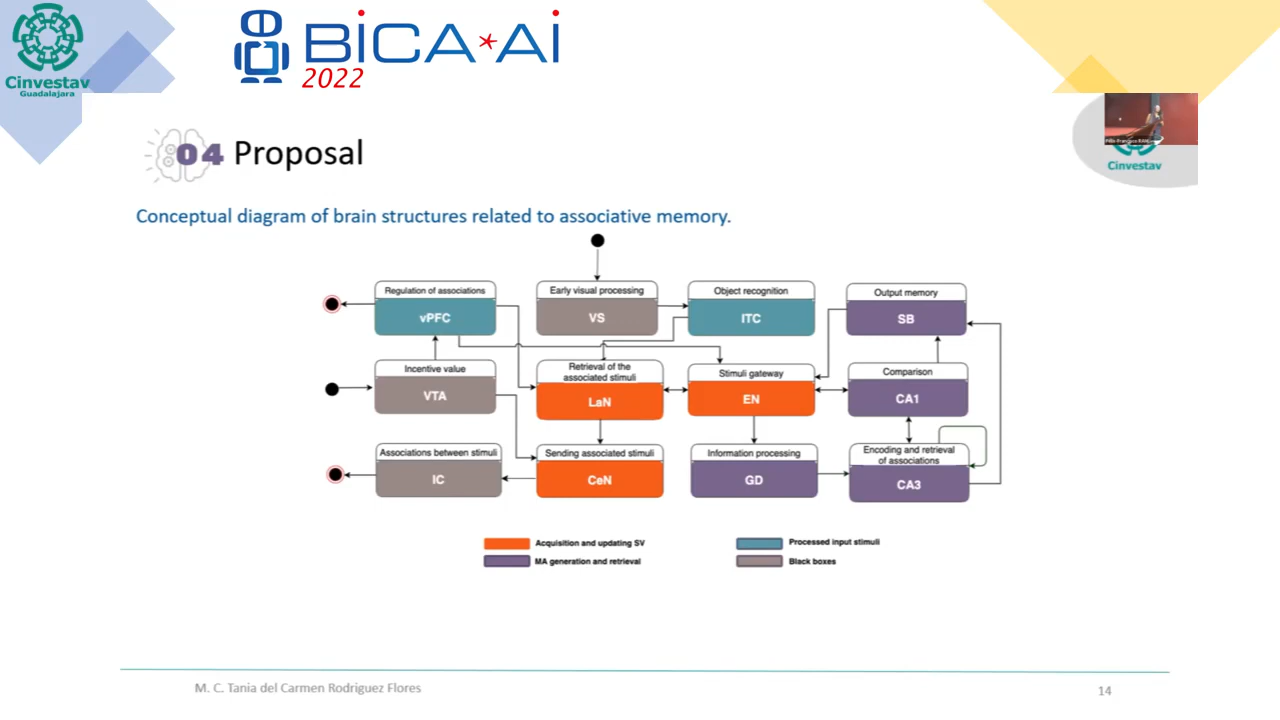 Cinvestav
Guadalajara
BiCA*Ai
2022
04 Proposal
Cinvestav
Conceptual diagram of brain structures related to associative memory.
Regulation of associations
vPFC
Early visual processing
VS
Object recognition
ITC
Output memory
SB
Incentive value
VTA
Retrieval of the
associated stimuli
LaN
Stimuli gateway
EN
Comparison
CA1
Associations between stimuli
IC
Sending associated stimuli
CeN
Information processing
GD
Encoding and retrieval
of associations
CA3
Acquisition and updating SV
Processed input stimuli
MA generation and retrieval
Black boxes
M. C. Tania del Carmen Rodriguez Flores
14